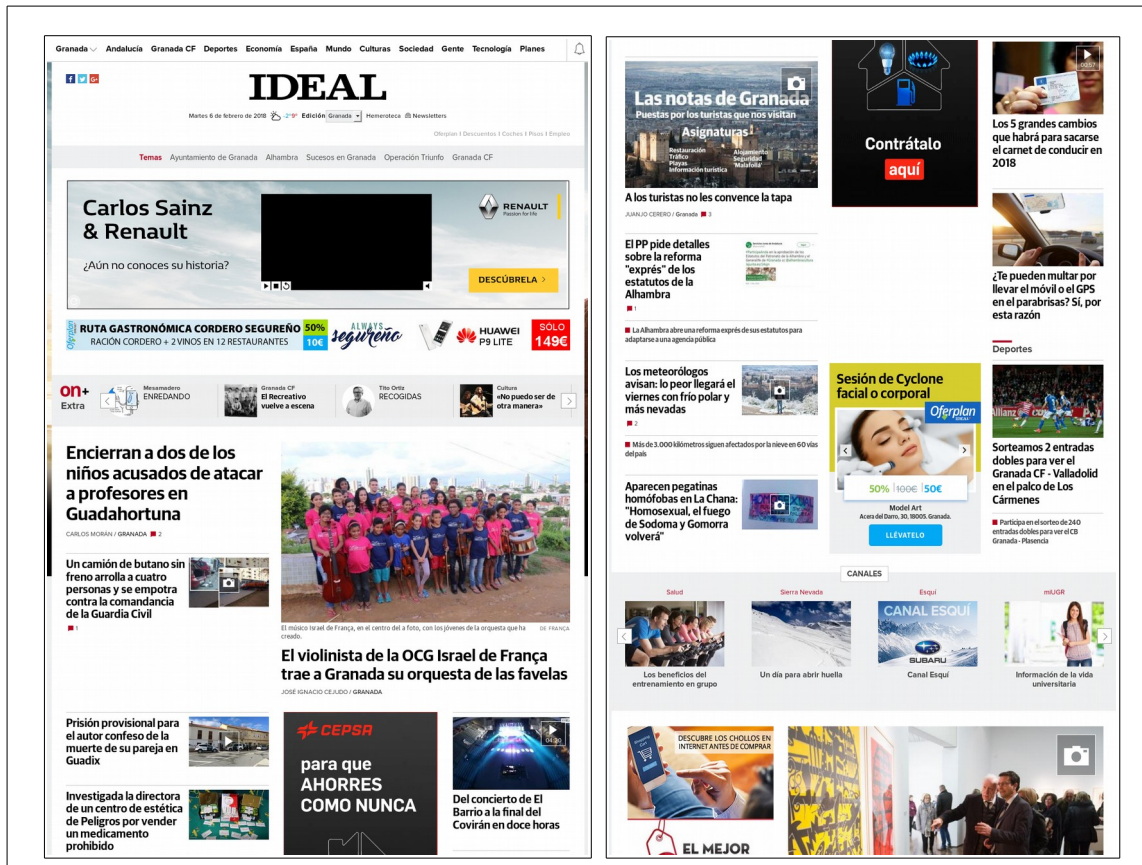 Granada Andalucía Granada CF Deportes Economía España Mundo Culturas Sociedad Gente Tecnología Planes
IDEAL
Martes 6 de febrero de 2018 -2°9° Edición Granada Hemeroteca Newsletters
Oferplan I Descuentos I Coches I Pisos I Empleo
Temas Ayuntamiento de Granada Alhambra Sucesos en Granada Operación Triunfo Granada CF
Carlos Sainz
& Renault
¿Aún no conoces su historia?
RENAULT
Passion for life
DESCÚBRELA >
Oferplan
RUTA GASTRONÓMICA CORDERO SEGUREÑO 50%
RACIÓN CORDERO + 2 VINOS EN 12 RESTAURANTES 10€
ALWAYS
segureño
HUAWEI
P9 LITE
SÓLO
149€
on+
Extra
Mesamadero
ENREDANDO
Granada CF
El Recreativo
vuelve a escena
Tito Ortiz
RECOGIDAS
Cultura
«No puedo ser de
otra manera»
Encierran a dos de los
niños acusados de atacar
a profesores en
Guadahortuna
CARLOS MORÁN / GRANADA 2
Un camión de butano sin
freno arrolla a cuatro
personas y se empotra
contra la comandancia
de la Guardia Civil
1
El músico Israel de França, en el centro del a foto, con los jóvenes de la orquesta que ha
creado.
DE FRANÇA
El violinista de la OCG Israel de França
trae a Granada su orquesta de las favelas
JOSÉ IGNACIO CEJUDO / GRANADA
Prisión provisional para
el autor confeso de la
muerte de su pareja en
Guadix
Investigada la directora
de un centro de estética
de Peligros por vender
un medicamento
prohibido
CEPSA
para que
AHORRES
COMO NUNCA
04:20
Del concierto de El
Barrio a la final del
Covirán en doce horas
Las notas de Granada
Puestas por los turistas que nos visitan
Asignaturas
Restauración
Tráfico
Playas
Información turística
Alojamiento
Seguridad
'Malafollá'
A los turistas no les convence la tapa
JUANJO CERERO / Granada 3
El PP pide detalles
sobre la reforma
"exprés" de los
estatutos de la
Alhambra
1
La Alhambra abre una reforma exprés de sus estatutos para
adaptarse a una agencia pública
Los meteorólogos
avisan: lo peor llegará el
viernes con frío polar y
más nevadas
2
Más de 3.000 kilómetros siguen afectados por la nieve en 60 vías
del país
Aparecen pegatinas
homófobas en La Chana:
"Homosexual, el fuego
de Sodoma y Gomorra
volverá"
Contrátalo
aquí
Sesión de Cyclone
facial o corporal
Oferplan
IDEAL
50% 100€ 50€
Model Art
Acera del Darro, 30, 18005. Granada.
LLÉVATELO
00:57
Los 5 grandes cambios
que habrá para sacarse
el carnet de conducir en
2018
¿Te pueden multar por
llevar el móvil o el GPS
en el parabrisas? Sí, por
esta razón
Deportes
Allianz
Sorteamos 2 entradas
dobles para ver el
Granada CF - Valladolid
en el palco de Los
Cármenes
Participa en el sorteo de 240
entradas dobles para ver el CB
Granada - Plasencia
CANALES
Salud
Los beneficios del
entrenamiento en grupo
Sierra Nevada
Un día para abrir huella
Esquí
CANAL ESQUÍ
SUBARU
Canal Esquí
miUGR
Información de la vida
universitaria
DESCUBRE LOS CHOLLOS EN
INTERNET ANTES DE COMPRAR
EL MEJOR